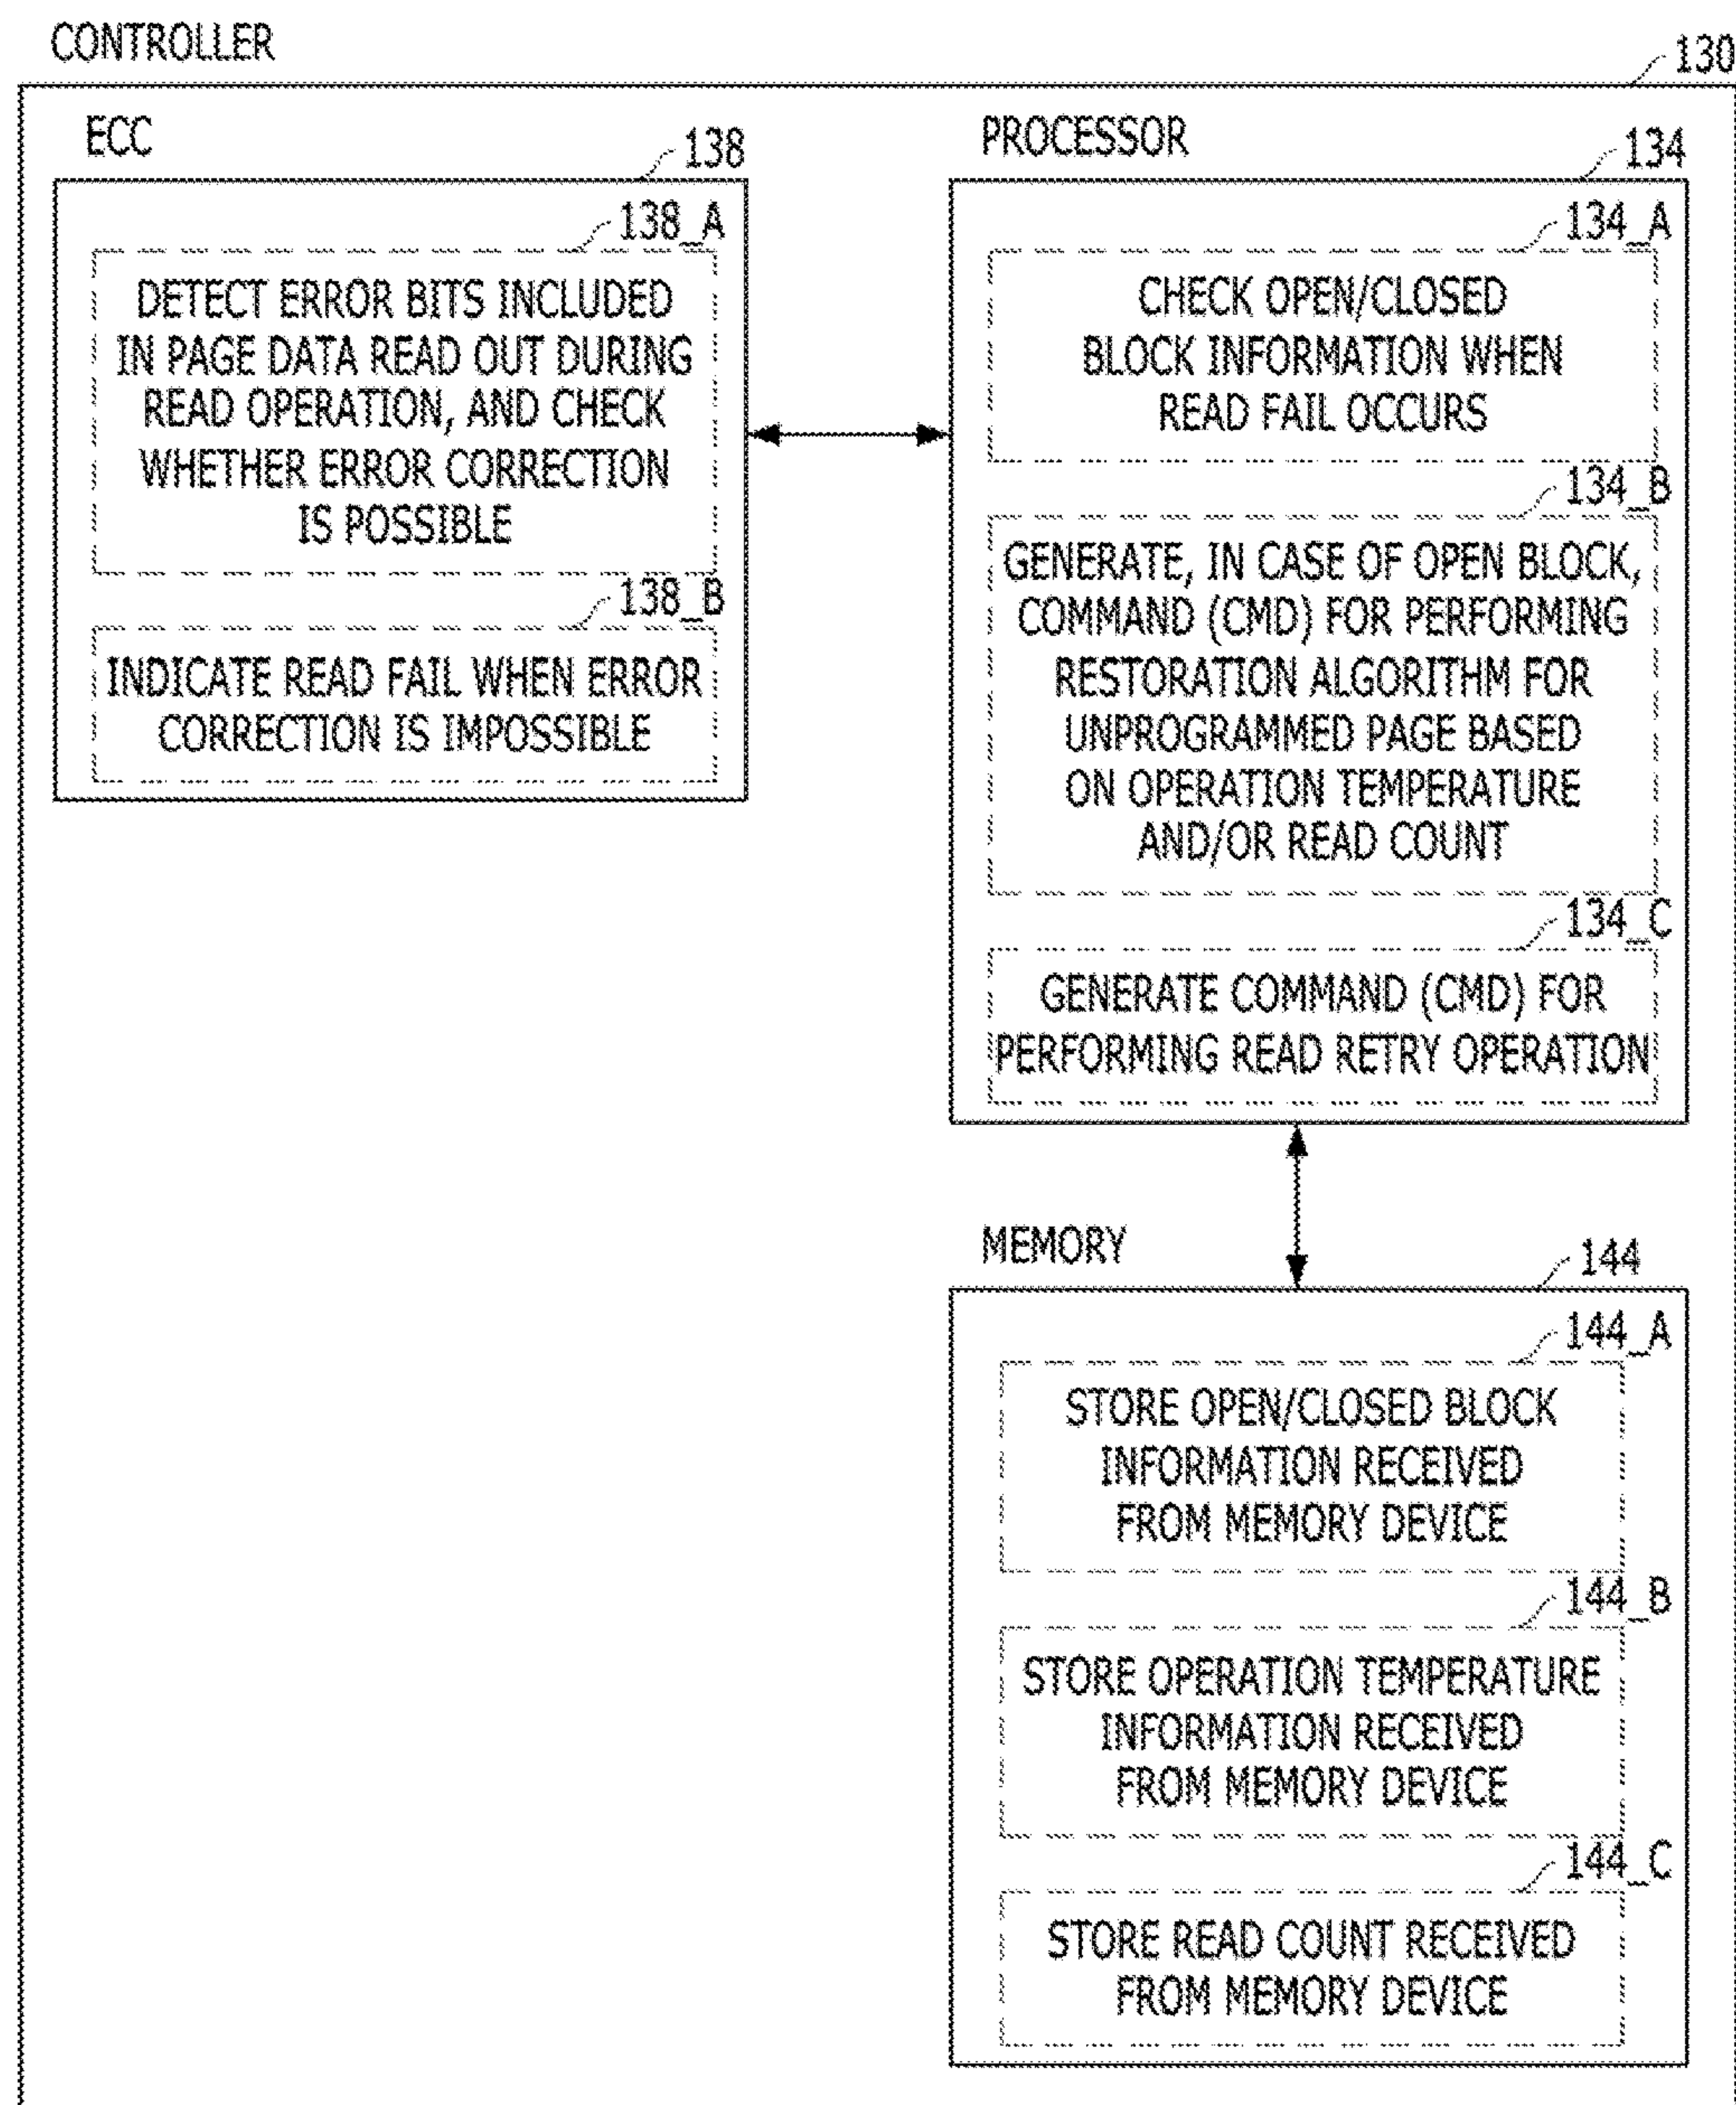 CONTROLLER
130
ECC
138
138_A
DETECT ERROR BITS INCLUDED
IN PAGE DATA READ OUT DURING
READ OPERATION, AND CHECK
WHETHER ERROR CORRECTION
IS POSSIBLE
138_B
INDICATE READ FAIL WHEN ERROR
CORRECTION IS IMPOSSIBLE
PROCESSOR
134
134_A
CHECK OPEN/CLOSED
BLOCK INFORMATION WHEN
READ FAIL OCCURS
134_B
GENERATE, IN CASE OF OPEN BLOCK,
COMMAND (CMD) FOR PERFORMING
RESTORATION ALGORITHM FOR
UNPROGRAMMED PAGE BASED
ON OPERATION TEMPERATURE
AND/OR READ COUNT
134_C
GENERATE COMMAND (CMD) FOR
PERFORMING READ RETRY OPERATION
MEMORY
144
144_A
STORE OPEN/CLOSED BLOCK
INFORMATION RECEIVED
FROM MEMORY DEVICE
144_B
STORE OPERATION TEMPERATURE
INFORMATION RECEIVED
FROM MEMORY DEVICE
144_C
STORE READ COUNT RECEIVED
FROM MEMORY DEVICE